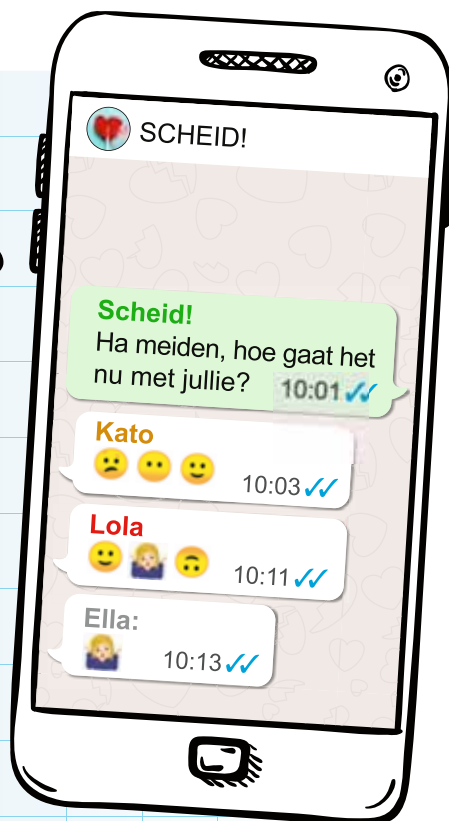 SCHEID!
Scheid!
Ha meiden, hoe gaat het
nu met jullie? 10:01
Kato
😕 😶 🙂 10:03
Lola
🙂 🤷🏼‍♀️ 🙃 10:11
Ella:
🤷🏼‍♀️ 10:13